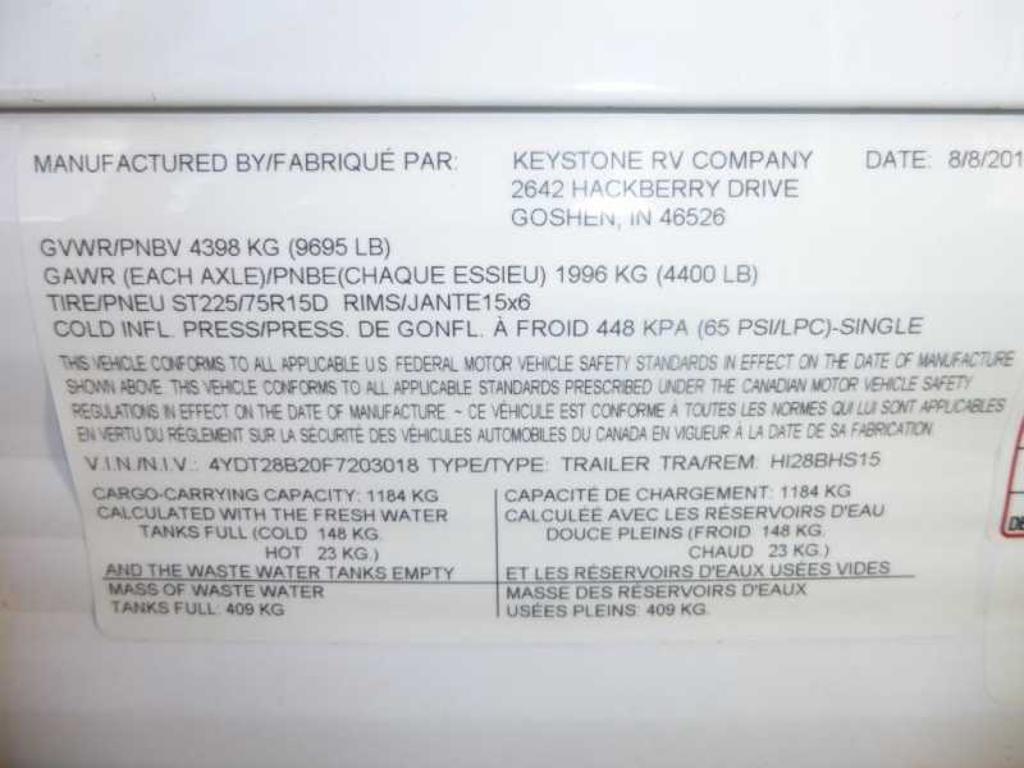 MANUFACTURED BY/FABRIQUÉ PAR: KEYSTONE RV COMPANY DATE: 8/8/201
2642 HACKBERRY DRIVE
GOSHEN, IN 46526
GVWR/PNBV 4398 KG (9695 LB)
GAWR (EACH AXLE)/PNBE(CHAQUE ESSIEU) 1996 KG (4400 LB)
TIRE/PNEU ST225/75R15D RIMS/JANTE15x6
COLD INFL. PRESS/PRESS. DE GONFL. À FROID 448 KPA (65 PSI/LPC)-SINGLE
THIS VEHICLE CONFORMS TO ALL APPLICABLE U.S. FEDERAL MOTOR VEHICLE SAFETY STANDARDS IN EFFECT ON THE DATE OF MANUFACTURE
SHOWN ABOVE. THIS VEHICLE CONFORMS TO ALL APPLICABLE STANDARDS PRESCRIBED UNDER THE CANADIAN MOTOR VEHICLE SAFETY
REGULATIONS IN EFFECT ON THE DATE OF MANUFACTURE ~ CE VÉHICULE EST CONFORME À TOUTES LES NORMES QUI LUI SONT APPLICABLES
EN VERTU DU RÉGLEMENT SUR LA SÉCURITÉ DES VÉHICULES AUTOMOBILES DU CANADA EN VIGUEUR À LA DATE DE SA FABRICATION.
V.I.N./N.I.V.: 4YDT28B20F7203018 TYPE/TYPE: TRAILER TRA/REM: HI28BHS15
CARGO-CARRYING CAPACITY: 1184 KG
CALCULATED WITH THE FRESH WATER
TANKS FULL (COLD 148 KG.
HOT 23 KG.)
AND THE WASTE WATER TANKS EMPTY
MASS OF WASTE WATER
TANKS FULL: 409 KG
CAPACITÉ DE CHARGEMENT: 1184 KG
CALCULÉE AVEC LES RÉSERVOIRS D'EAU
DOUCE PLEINS (FROID 148 KG.
CHAUD 23 KG.)
ET LES RÉSERVOIRS D'EAUX USÉES VIDES
MASSE DES RÉSERVOIRS D'EAUX
USÉES PLEINS: 409 KG.